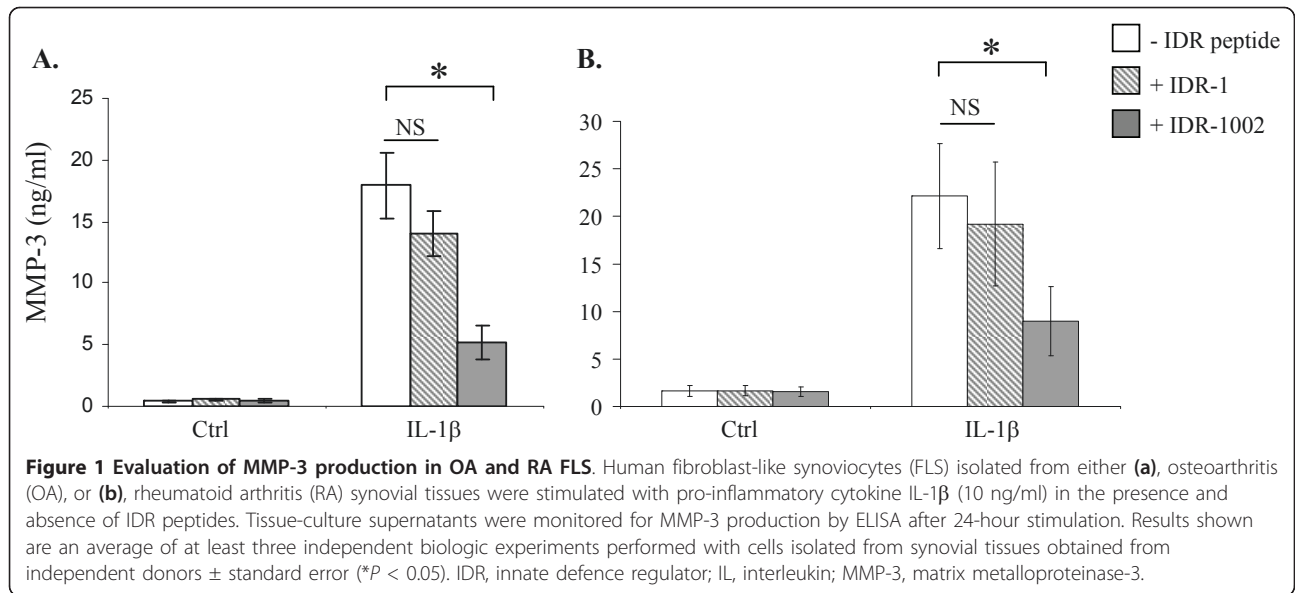 A.
B.
*
NS
*
NS
- IDR peptide
+ IDR-1
+ IDR-1002
MMP-3 (ng/ml)
25
20
15
10
5
0
Ctrl
IL-1β
30
25
20
15
10
5
0
Ctrl
IL-1β
Figure 1 Evaluation of MMP-3 production in OA and RA FLS. Human fibroblast-like synoviocytes (FLS) isolated from either (a), osteoarthritis
(OA), or (b), rheumatoid arthritis (RA) synovial tissues were stimulated with pro-inflammatory cytokine IL-1β (10 ng/ml) in the presence and
absence of IDR peptides. Tissue-culture supernatants were monitored for MMP-3 production by ELISA after 24-hour stimulation. Results shown
are an average of at least three independent biologic experiments performed with cells isolated from synovial tissues obtained from
independent donors ± standard error (*P < 0.05). IDR, innate defence regulator; IL, interleukin; MMP-3, matrix metalloproteinase-3.